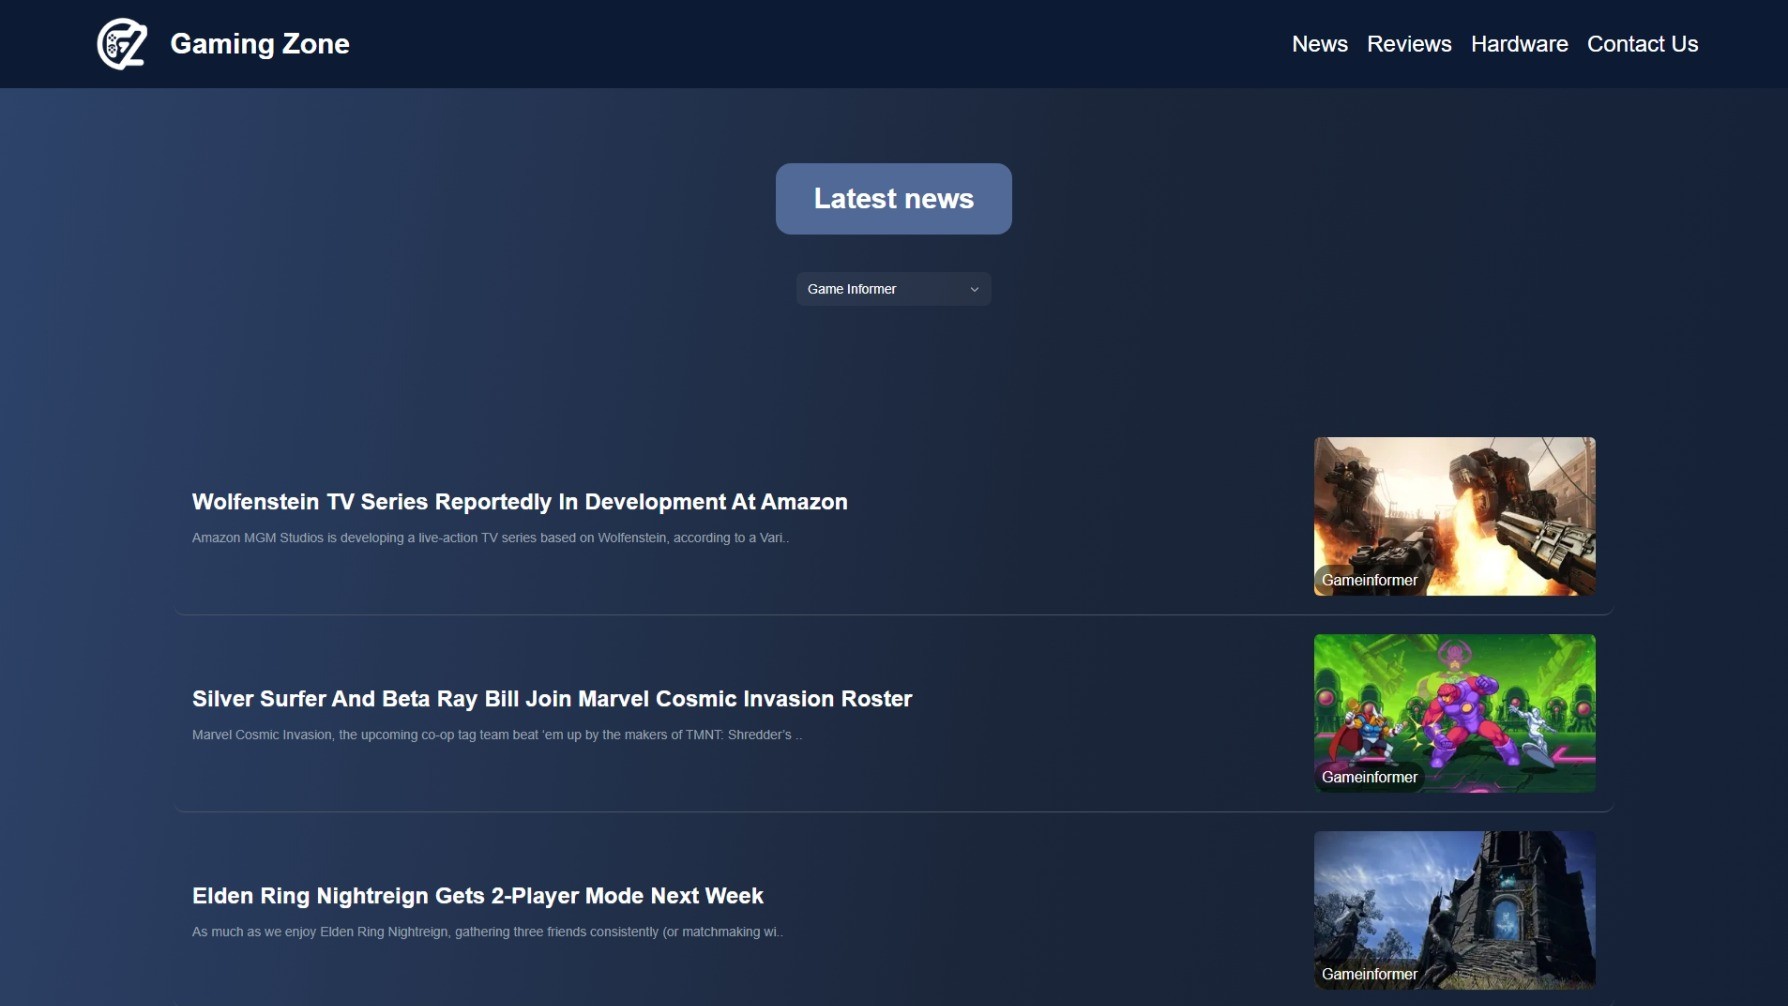 GZ
Gaming Zone
News Reviews Hardware Contact Us
Latest news
Game Informer
Wolfenstein TV Series Reportedly In Development At Amazon
Amazon MGM Studios is developing a live-action TV series based on Wolfenstein, according to a Vari..
Gameinformer
Silver Surfer And Beta Ray Bill Join Marvel Cosmic Invasion Roster
Marvel Cosmic Invasion, the upcoming co-op tag team beat ’em up by the makers of TMNT: Shredder’s ..
Gameinformer
Elden Ring Nightreign Gets 2-Player Mode Next Week
As much as we enjoy Elden Ring Nightreign, gathering three friends consistently (or matchmaking wi..
Gameinformer